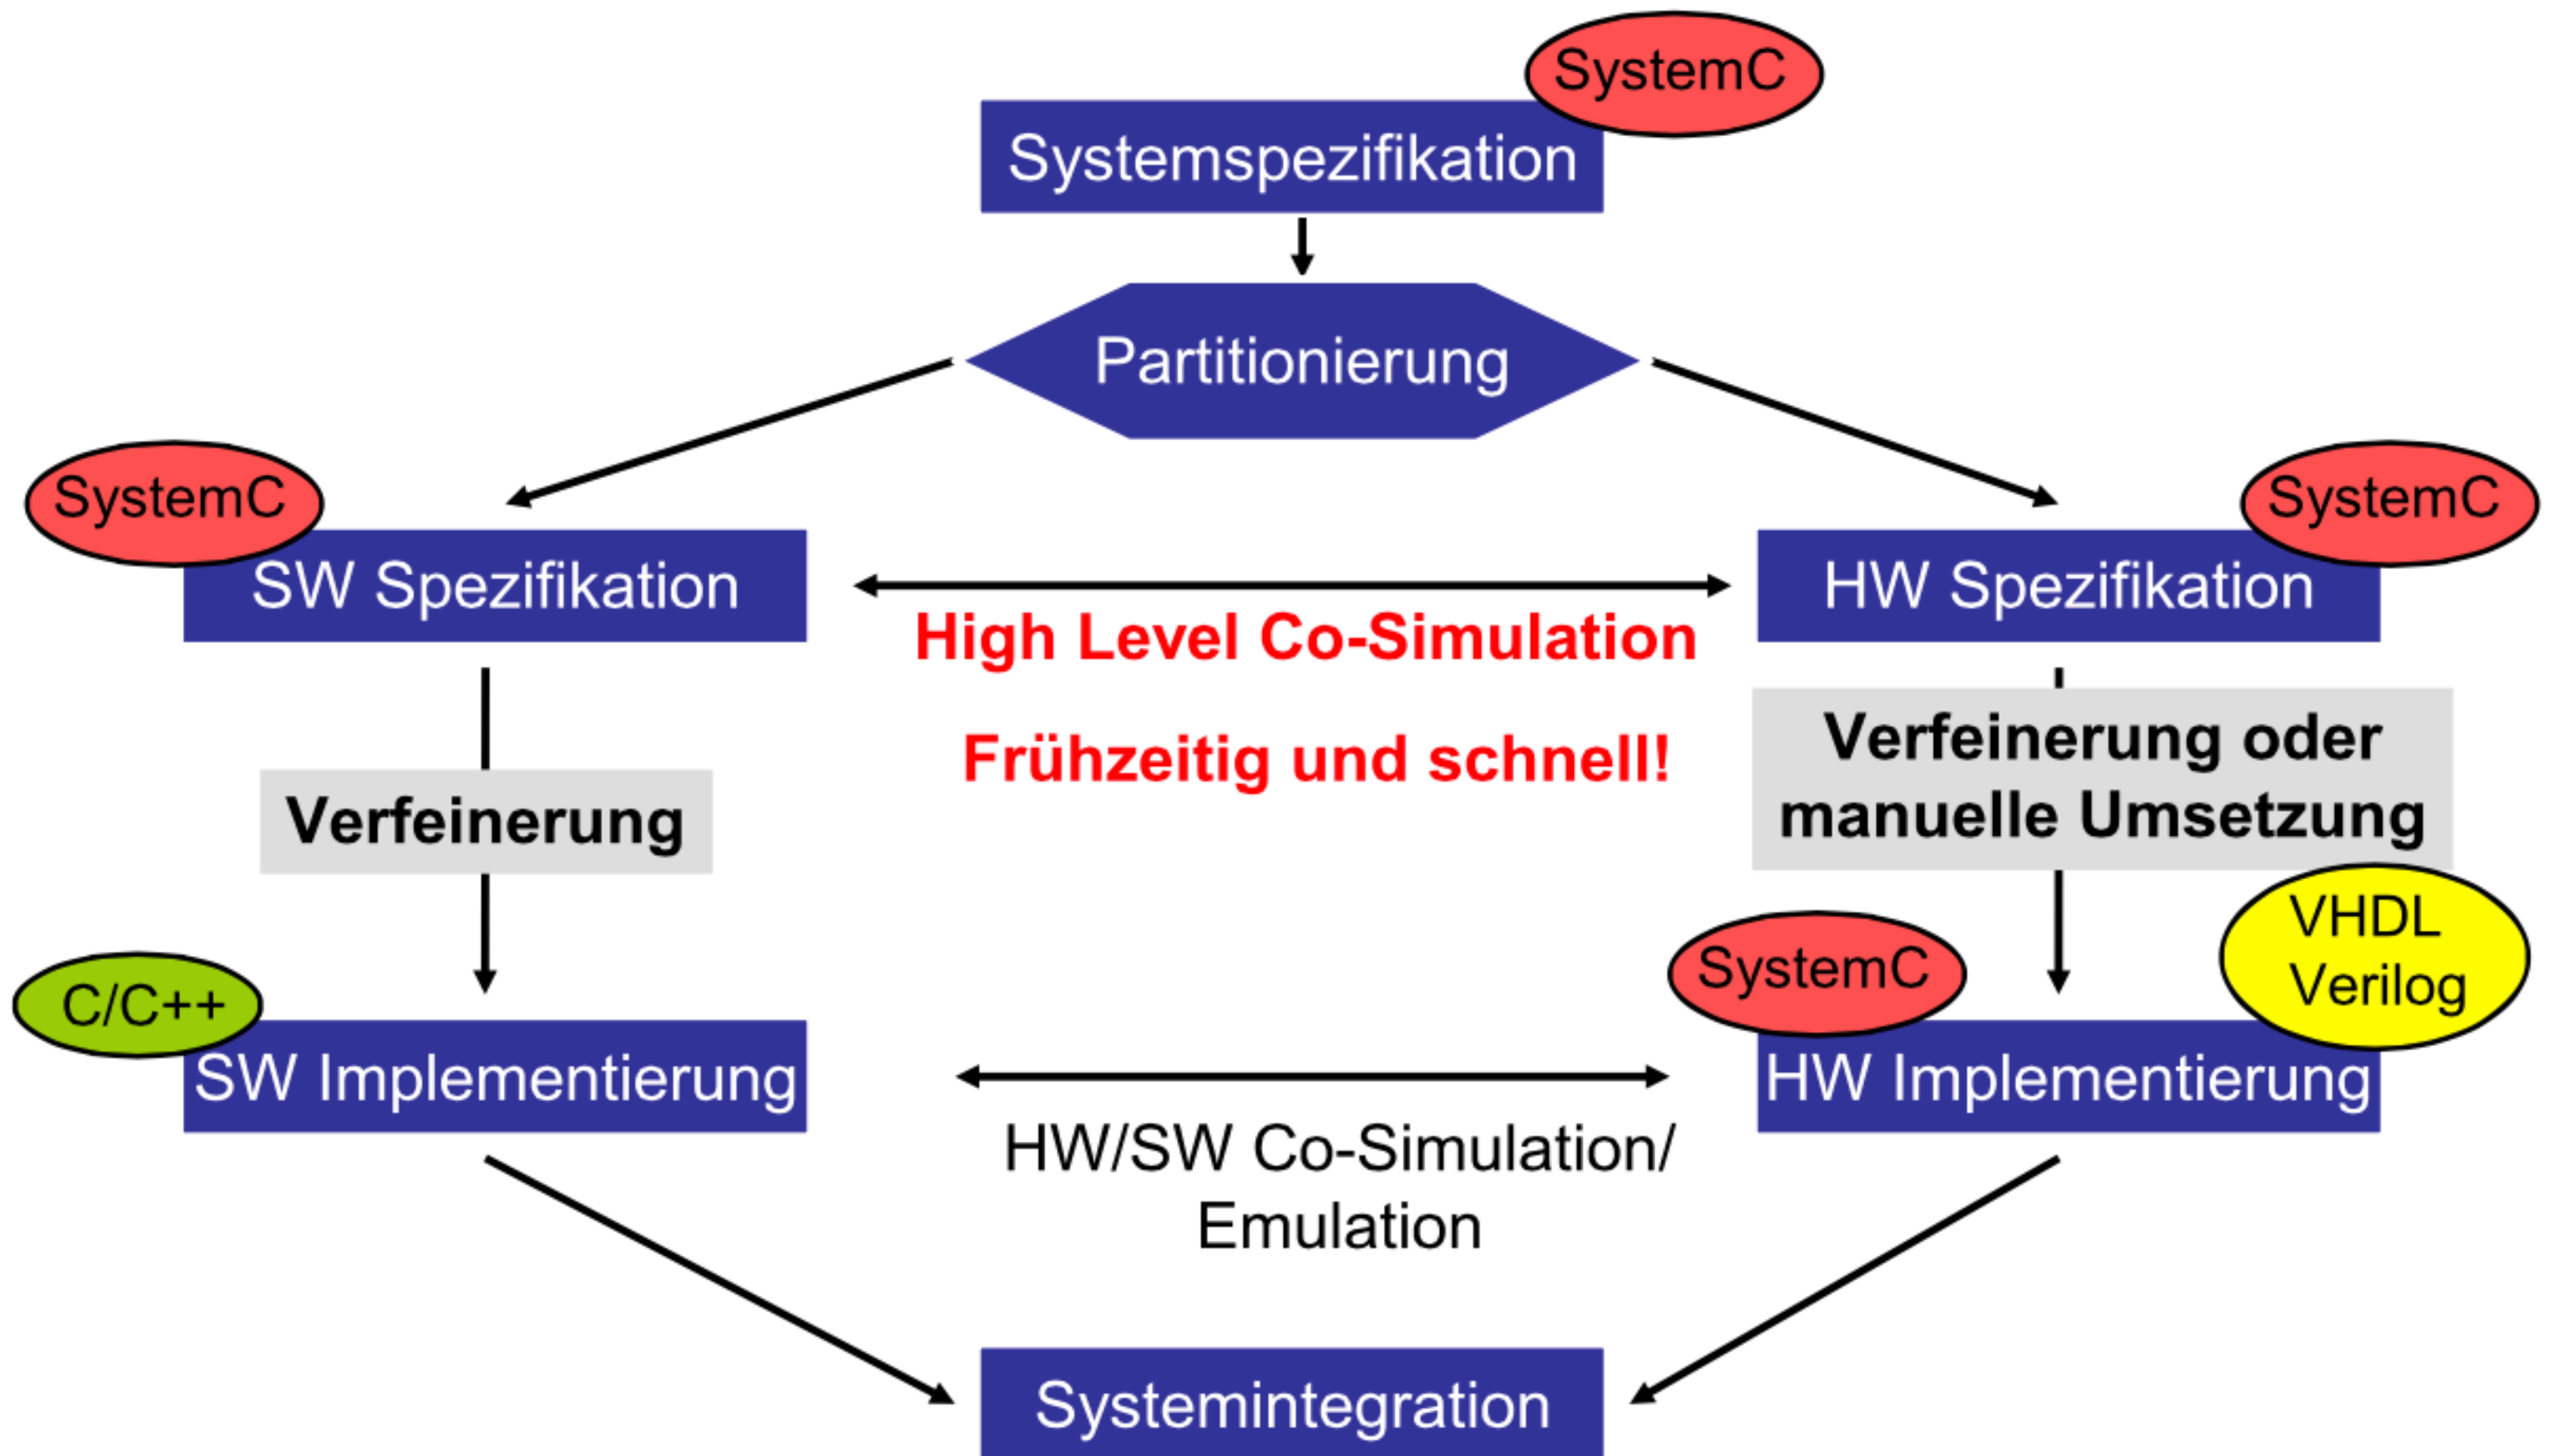 SystemC
Systemspezifikation
Partitionierung
SystemC
SystemC
SW Spezifikation
HW Spezifikation
High Level Co-Simulation
Frühzeitig und schnell!
Verfeinerung
Verfeinerung oder
manuelle Umsetzung
C/C++
SystemC
VHDL
Verilog
SW Implementierung
HW Implementierung
HW/SW Co-Simulation/
Emulation
Systemintegration